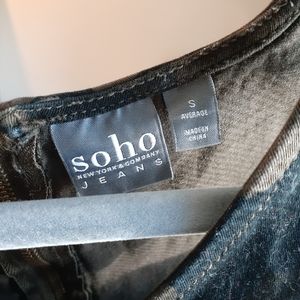 soho
NEW YORK & COMPANY
JEANS
S
AVERAGE
MADE IN
CHINA